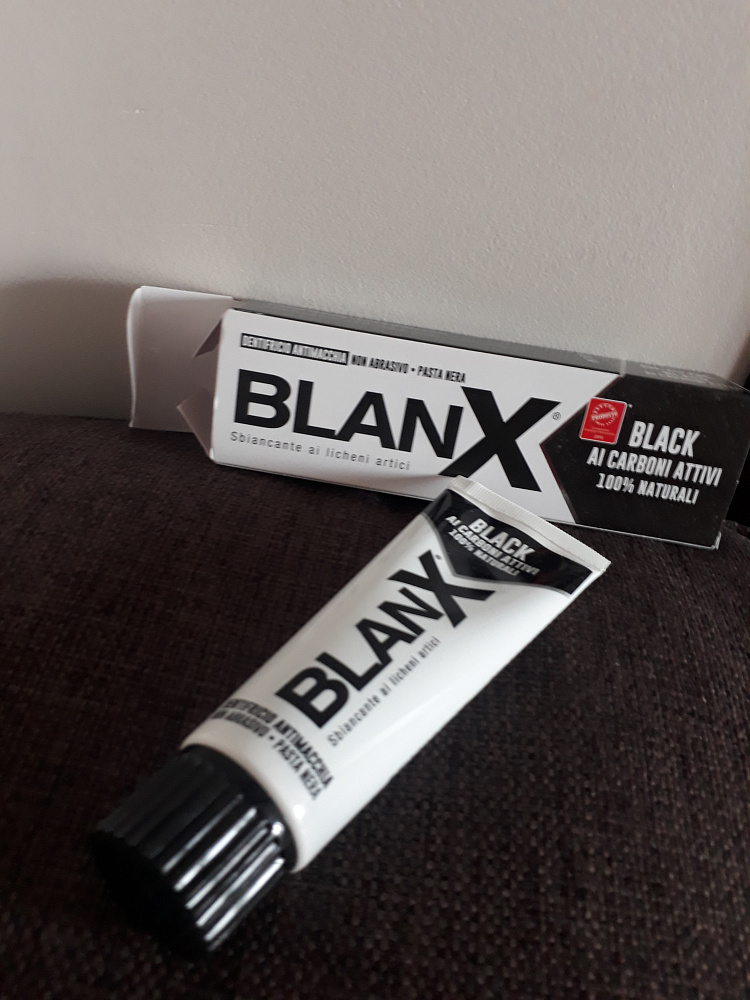 DENTIFRICIO ANTIMACCHIA NON ABRASIVO • PASTA NERA
BLANX®
Sbiancante ai licheni artici
BLACK
AI CARBONI ATTIVI
100% NATURALI
BLACK
AI CARBONI ATTIVI
100% NATURALI
BLANX
Sbiancante ai licheni artici
DENTIFRICIO ANTIMACCHIA
NON ABRASIVO • PASTA NERA